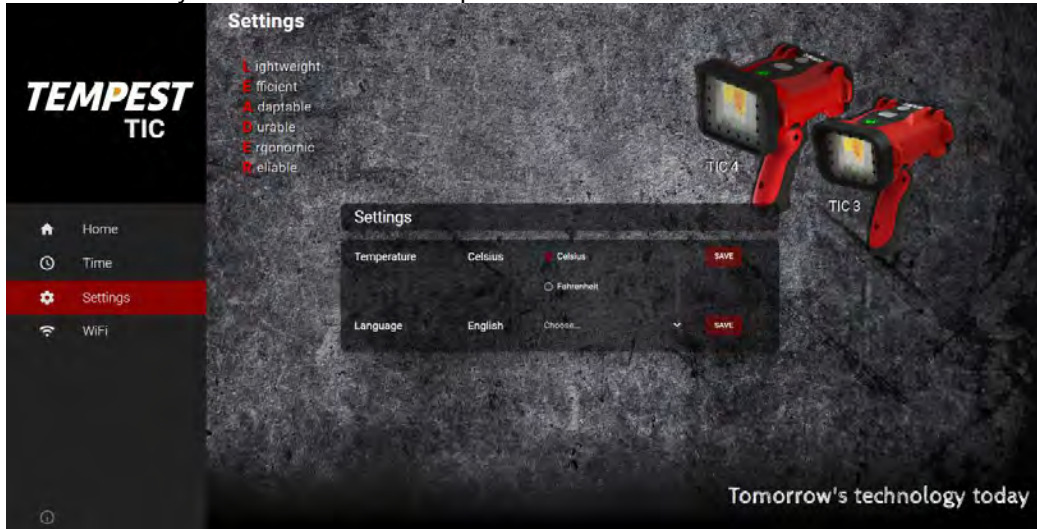 Settings
TEMPEST
TIC
Lightweight
Efficient
Adaptable
Durable
Ergonomic
Reliable
TIC 4
TIC 3
Home
Time
Settings
WiFi
Settings
Temperature Celsius Celsius SAVE
Fahrenheit
Language English Choose... SAVE
Tomorrow's technology today